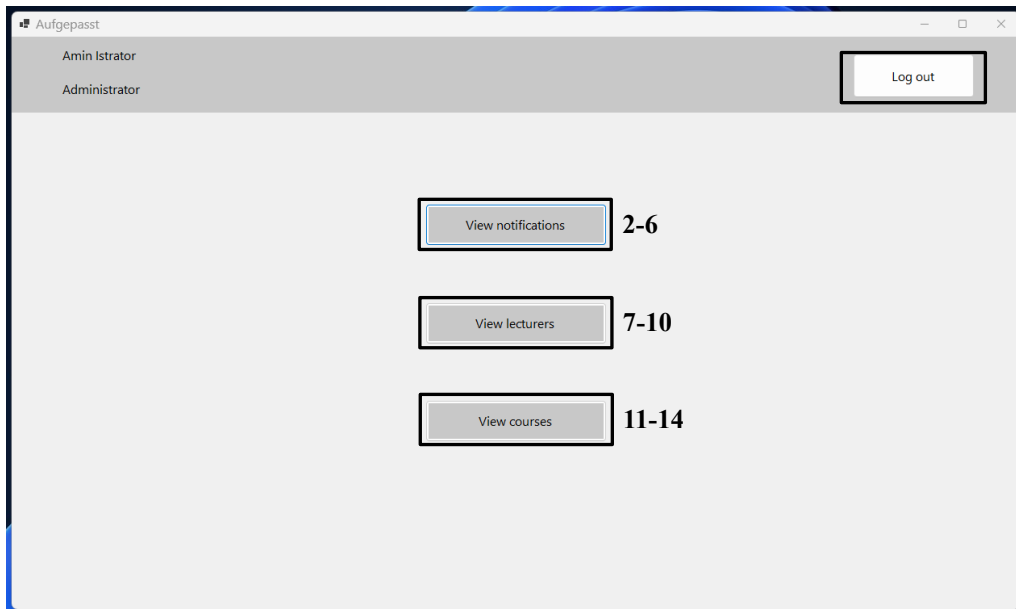 Aufgepasst
Amin Istrator
Log out
Administrator
View notifications 2-6
View lecturers 7-10
View courses 11-14